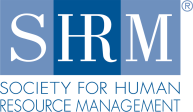 SHRM®
SOCIETY FOR HUMAN
RESOURCE MANAGEMENT